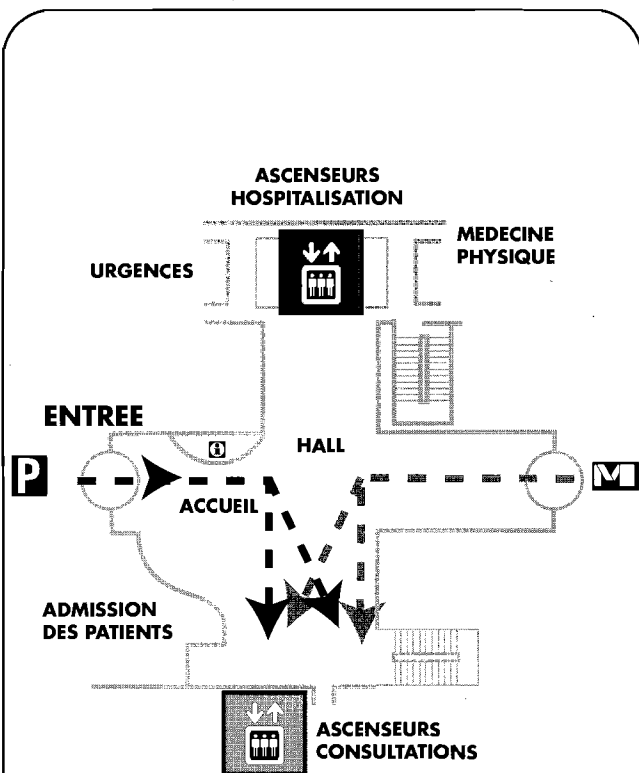 ASCENSEURS
HOSPITALISATION
MEDECINE
PHYSIQUE
URGENCES
ENTREE
i
HALL
P
M
ACCUEIL
ADMISSION
DES PATIENTS
ASCENSEURS
CONSULTATIONS